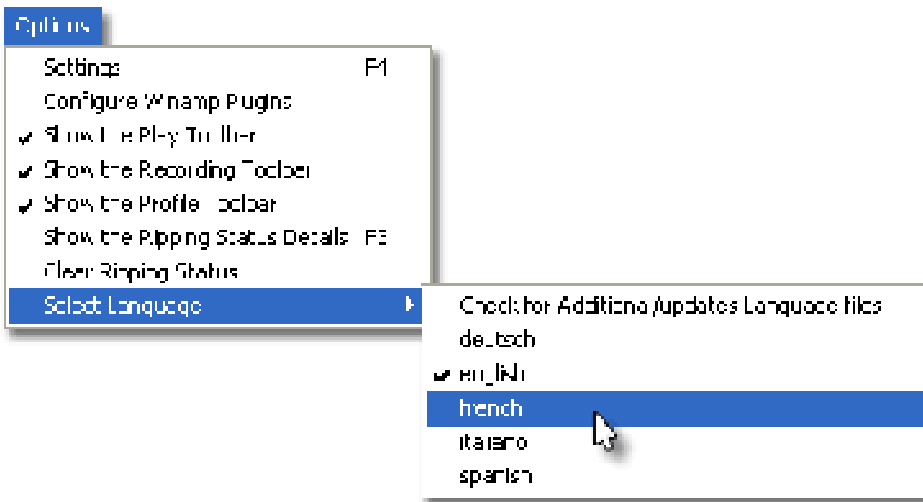 Options
Settings F4
Configure Winamp Plugins
Show the Play Toolbar
Show the Recording Toolbar
Show the Profile Toolbar
Show the Ripping Status Details F3
Clear Ripping Status
Select Language
Check for Additional/updates Language files
deutsch
english
french
italiano
spanish